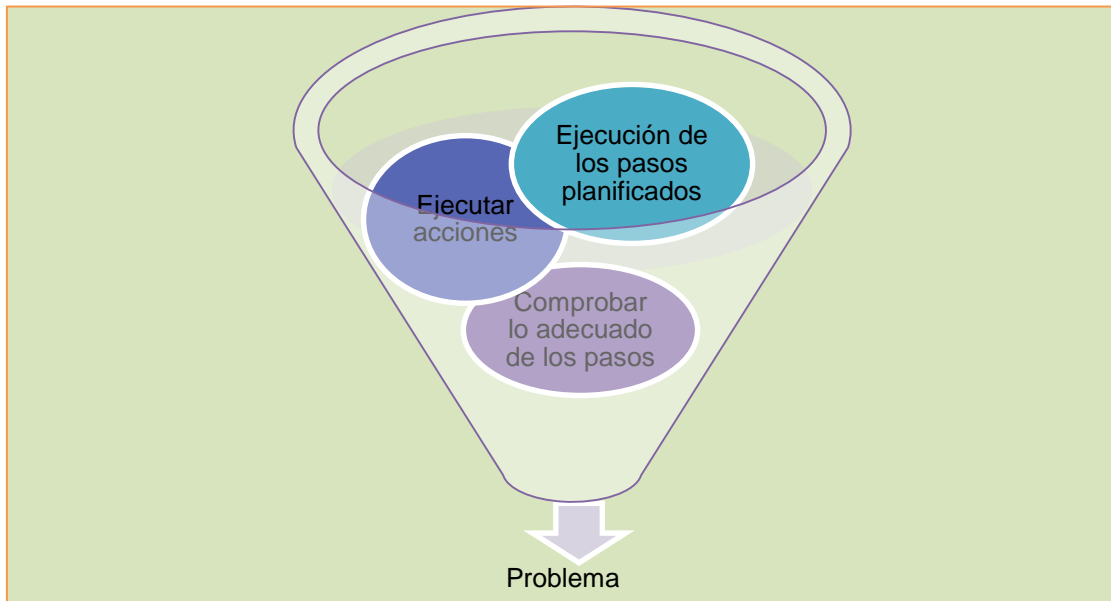 Ejecución de
los pasos
planificados
Ejecutar
acciones
Comprobar
lo adecuado
de los pasos
Problema